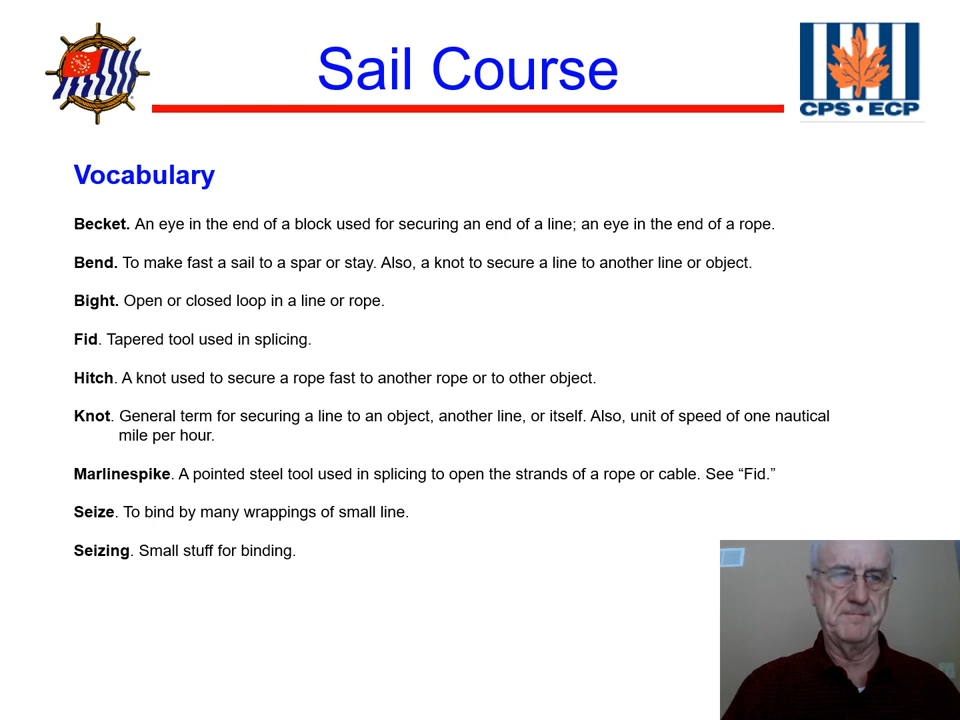 Sail Course
CPS • ECP
Vocabulary
Becket. An eye in the end of a block used for securing an end of a line; an eye in the end of a rope.
Bend. To make fast a sail to a spar or stay. Also, a knot to secure a line to another line or object.
Bight. Open or closed loop in a line or rope.
Fid. Tapered tool used in splicing.
Hitch. A knot used to secure a rope fast to another rope or to other object.
Knot. General term for securing a line to an object, another line, or itself. Also, unit of speed of one nautical
mile per hour.
Marlinespike. A pointed steel tool used in splicing to open the strands of a rope or cable. See “Fid.”
Seize. To bind by many wrappings of small line.
Seizing. Small stuff for binding.